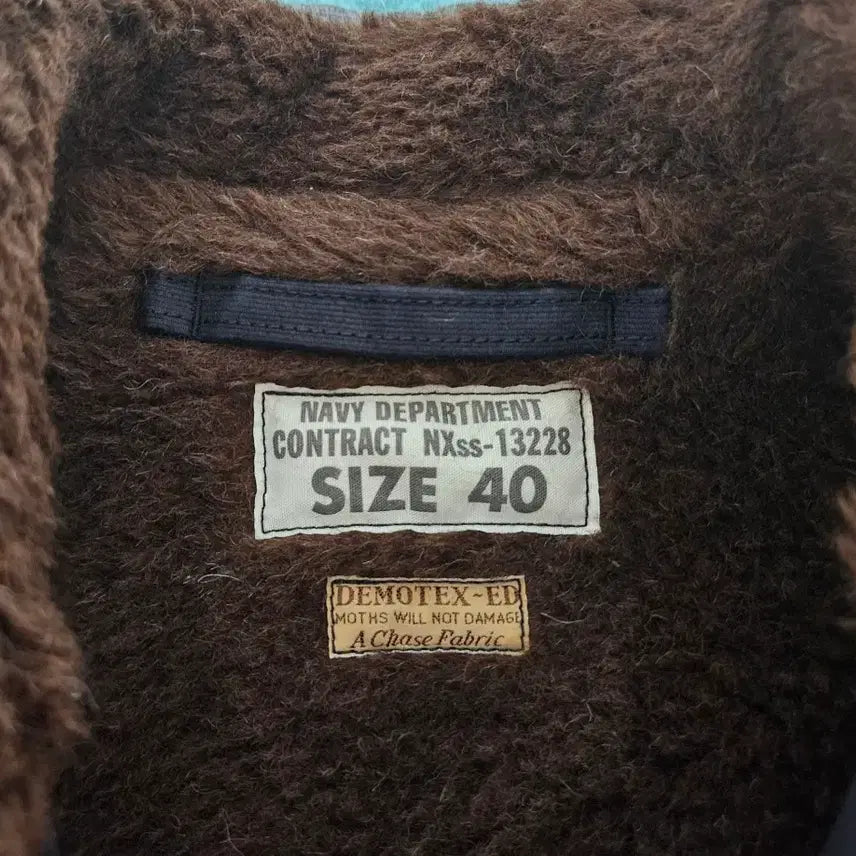 NAVY DEPARTMENT
CONTRACT NXss-13228
SIZE 40
DEMOTEX-ED
MOTHS WILL NOT DAMAGE
A Chase Fabric